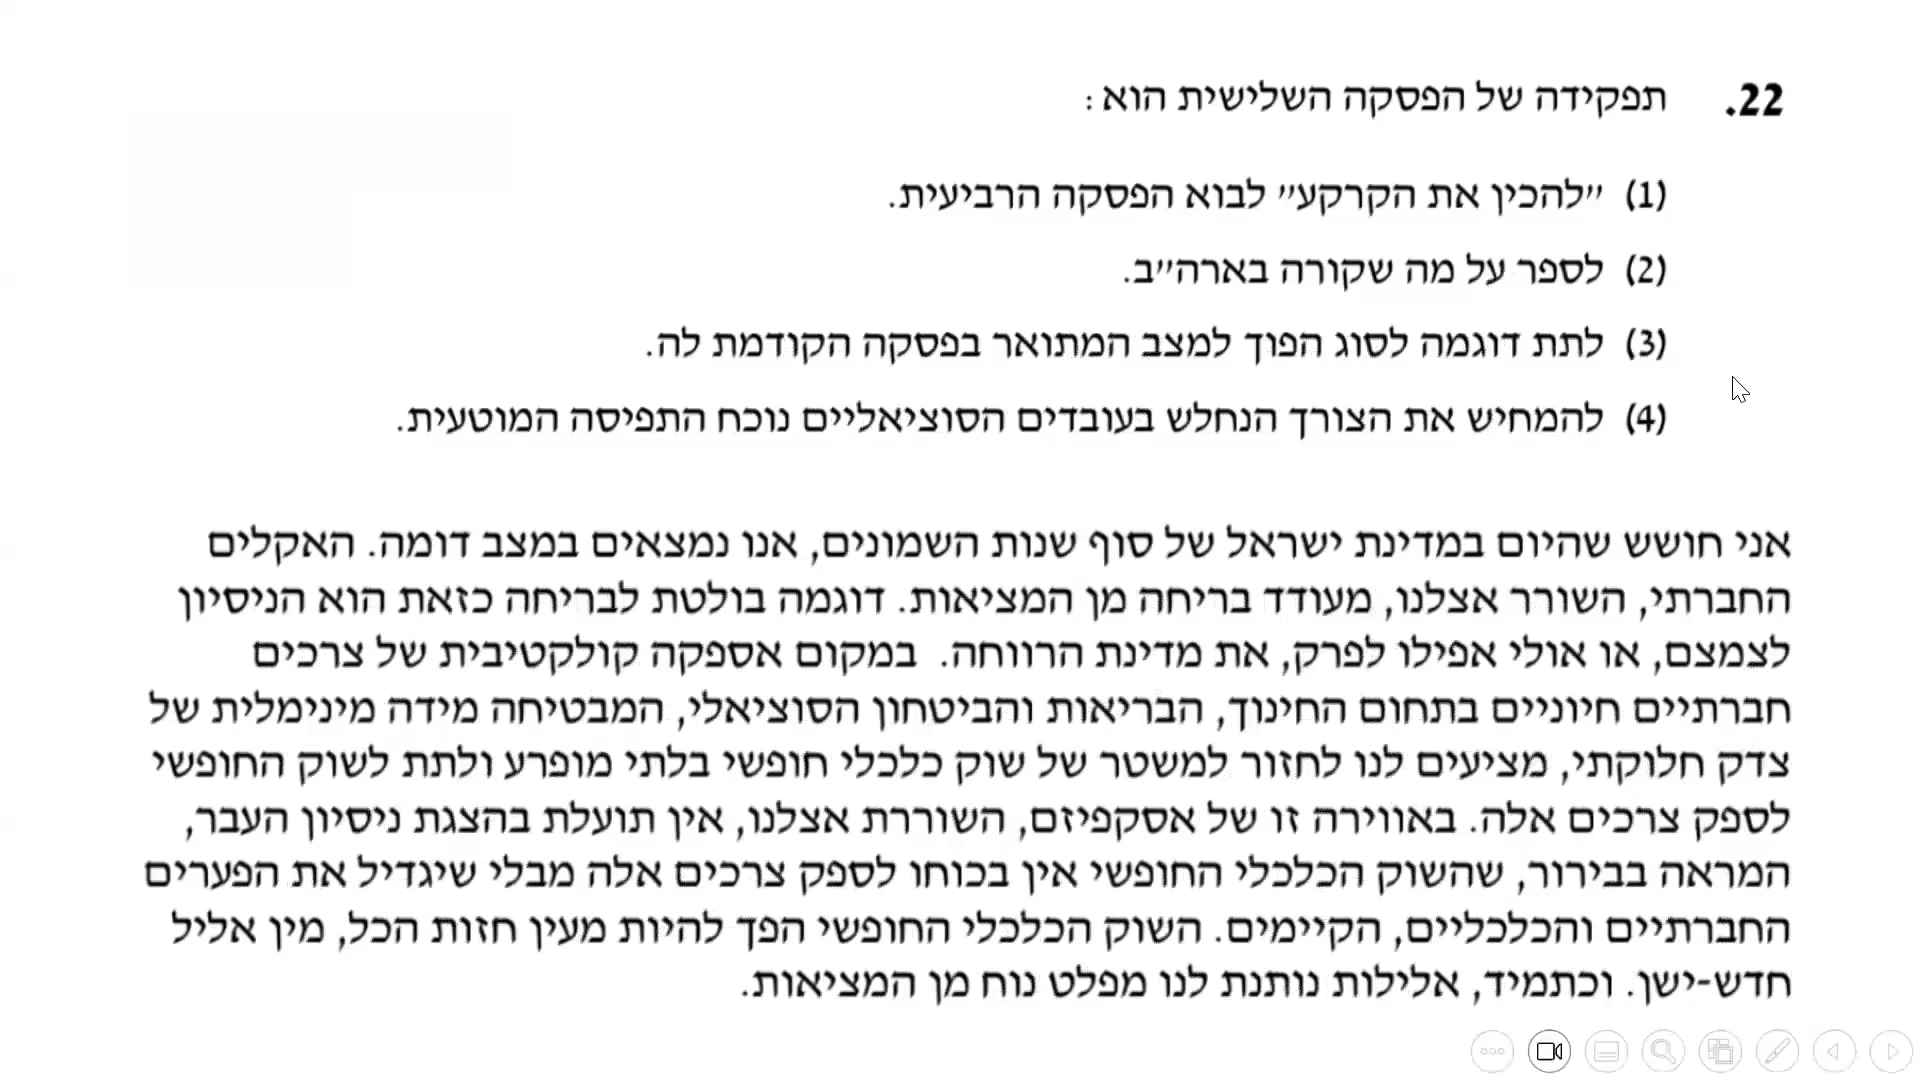 22. תפקידה של הפסקה השלישית הוא:
(1) "להכין את הקרקע" לבוא הפסקה הרביעית.
(2) לספר על מה שקורה בארה"ב.
(3) לתת דוגמה לסוג הפוך למצב המתואר בפסקה הקודמת לה.
(4) להמחיש את הצורך הנחלש בעובדים הסוציאליים נוכח התפיסה המוטעית.
אני חושש שהיום במדינת ישראל של סוף שנות השמונים, אנו נמצאים במצב דומה. האקלים
החברתי, השורר אצלנו, מעודד בריחה מן המציאות. דוגמה בולטת לבריחה כזאת הוא הניסיון
לצמצם, או אולי אפילו לפרק, את מדינת הרווחה. במקום אספקה קולקטיבית של צרכים
חברתיים חיוניים בתחום החינוך, הבריאות והביטחון הסוציאלי, המבטיחה מידה מינימלית של
צדק חלוקתי, מציעים לנו לחזור למשטר של שוק כלכלי חופשי בלתי מופרע ולתת לשוק החופשי
לספק צרכים אלה. באווירה זו של אסקפיזם, השוררת אצלנו, אין תועלת בהצגת ניסיון העבר,
המראה בבירור, שהשוק הכלכלי החופשי אין בכוחו לספק צרכים אלה מבלי שיגדיל את הפערים
החברתיים והכלכליים, הקיימים. השוק הכלכלי החופשי הפך להיות מעין חזות הכל, מין אליל
חדש-ישן. וכתמיד, אלילות נותנת לנו מפלט נוח מן המציאות.